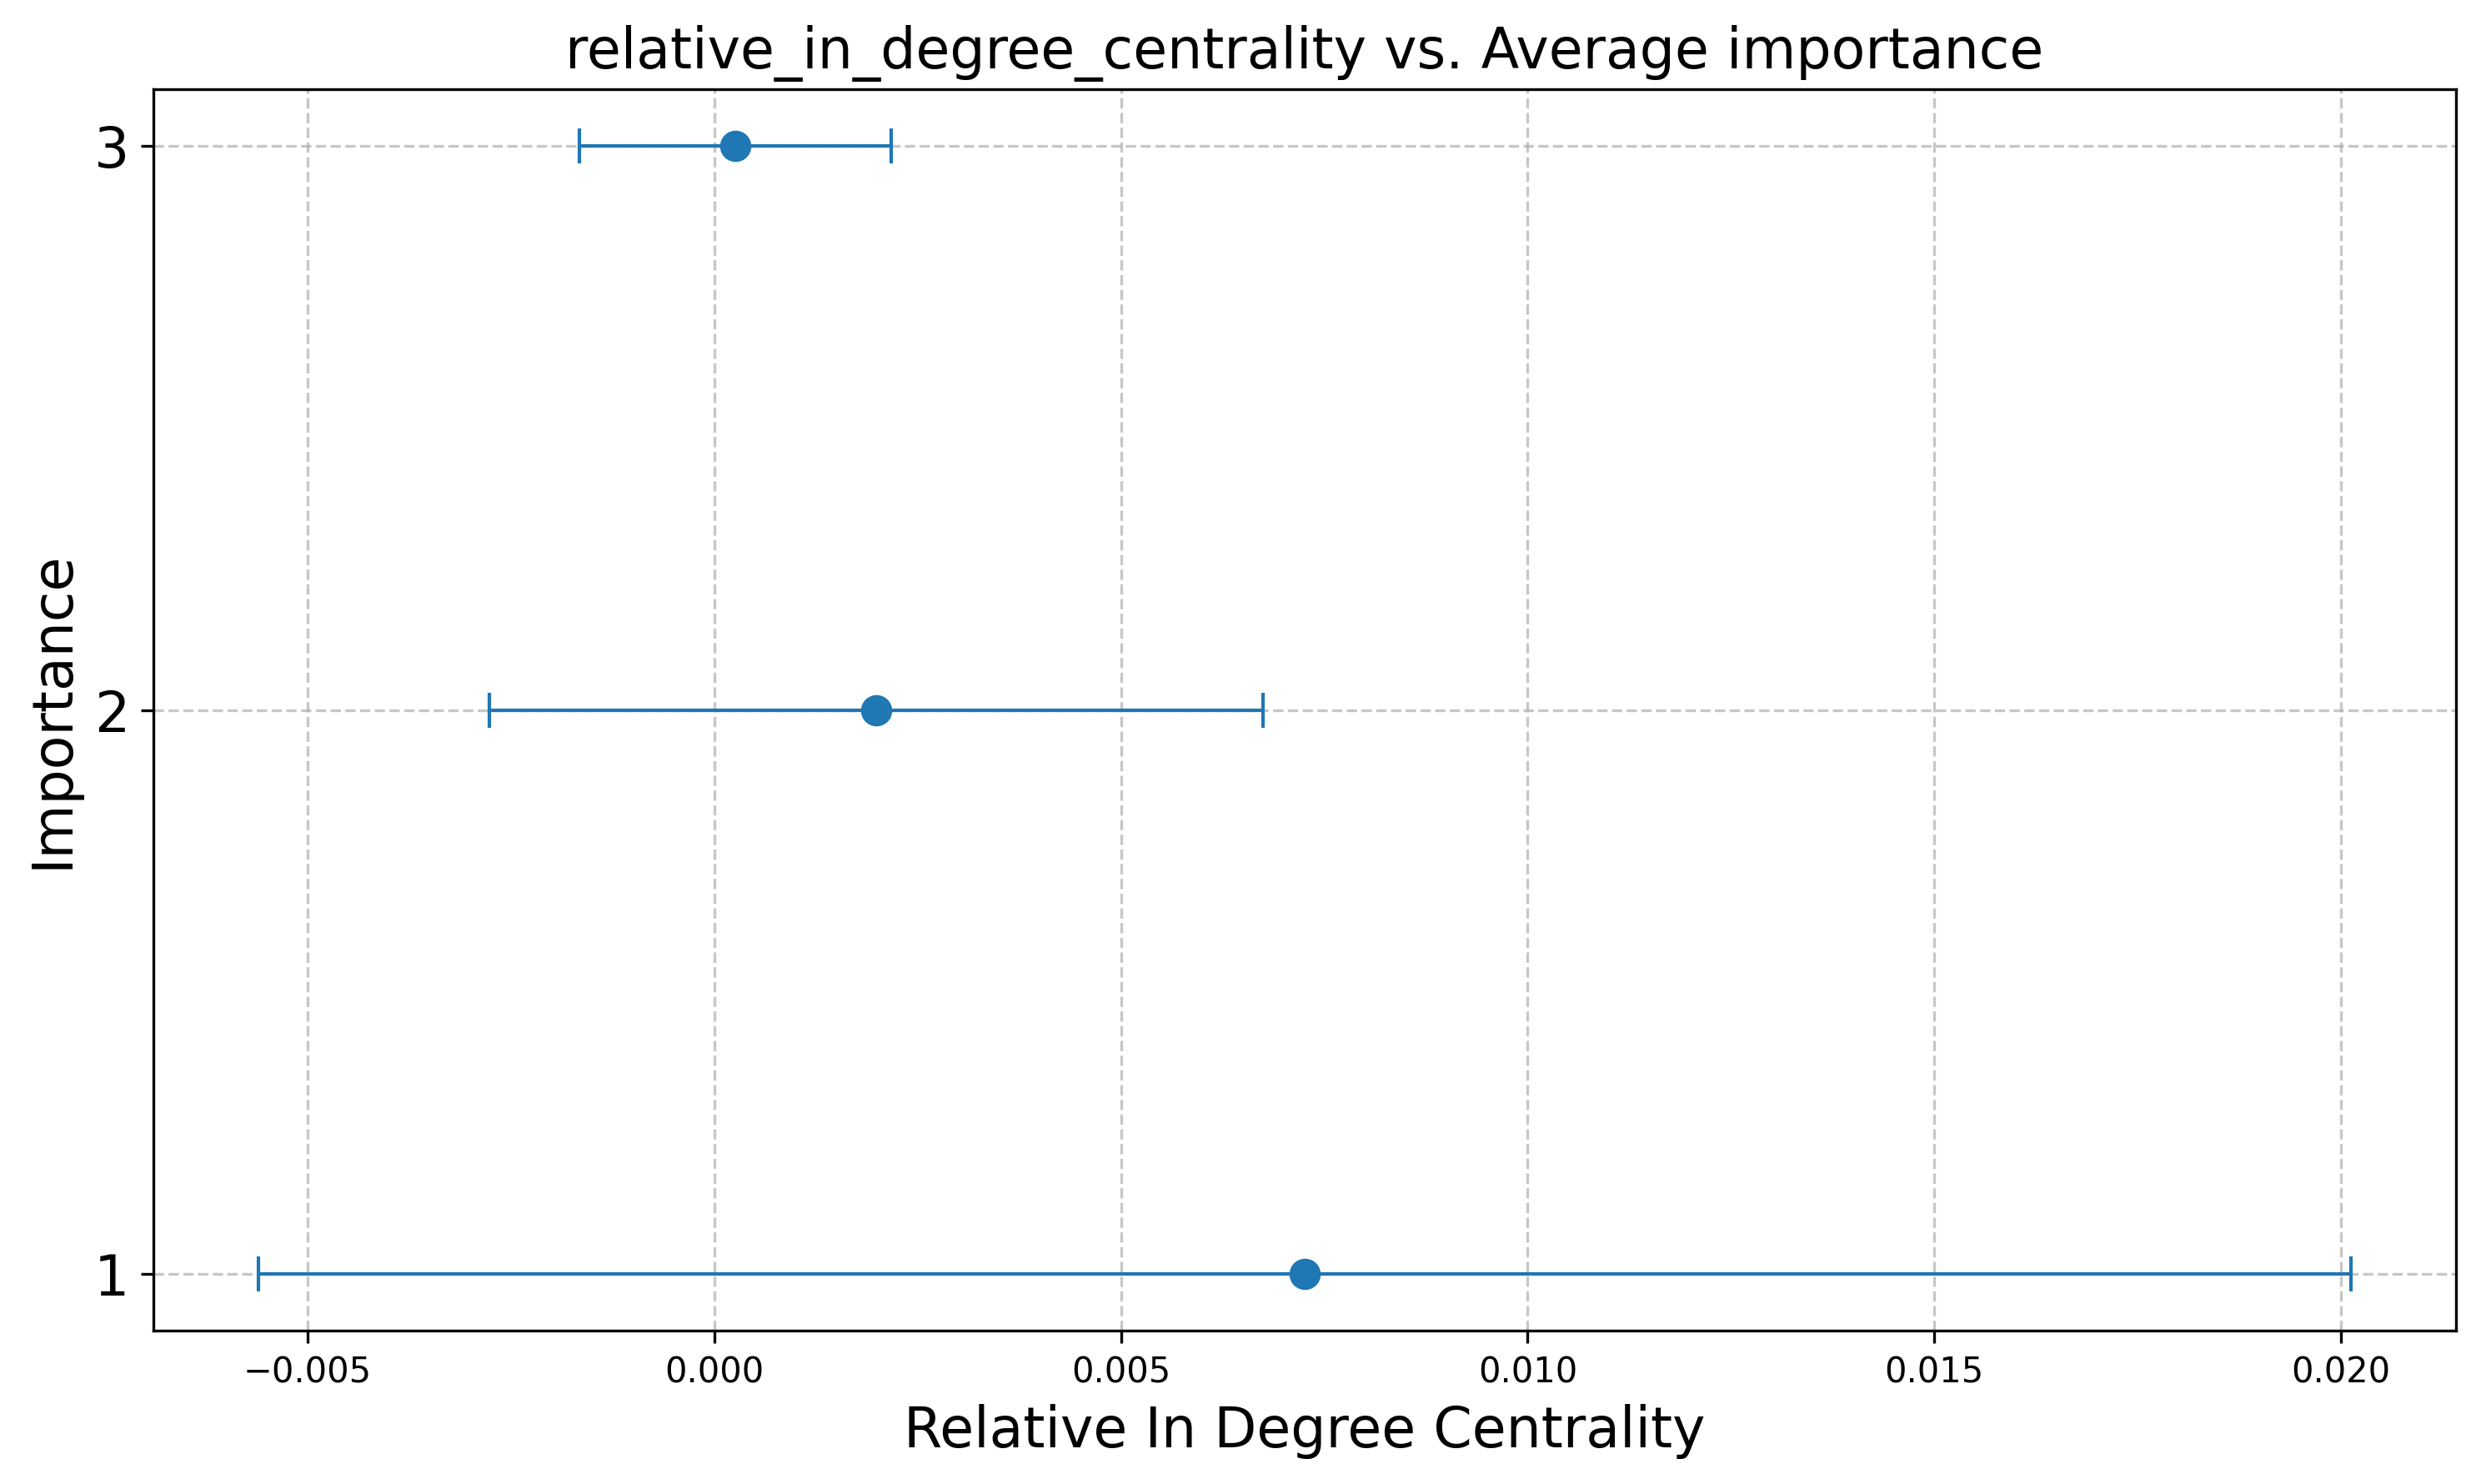 relative_in_degree_centrality vs. Average importance
3
2
1
Importance
−0.005 0.000 0.005 0.010 0.015 0.020
Relative In Degree Centrality